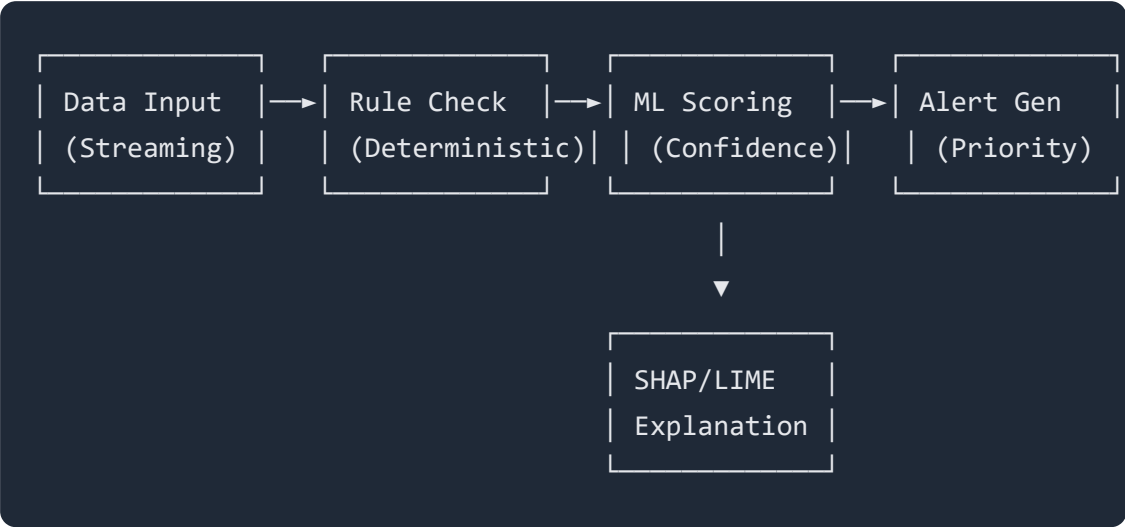 Data Input Rule Check ML Scoring Alert Gen
(Streaming) (Deterministic) (Confidence) (Priority)
SHAP/LIME
Explanation